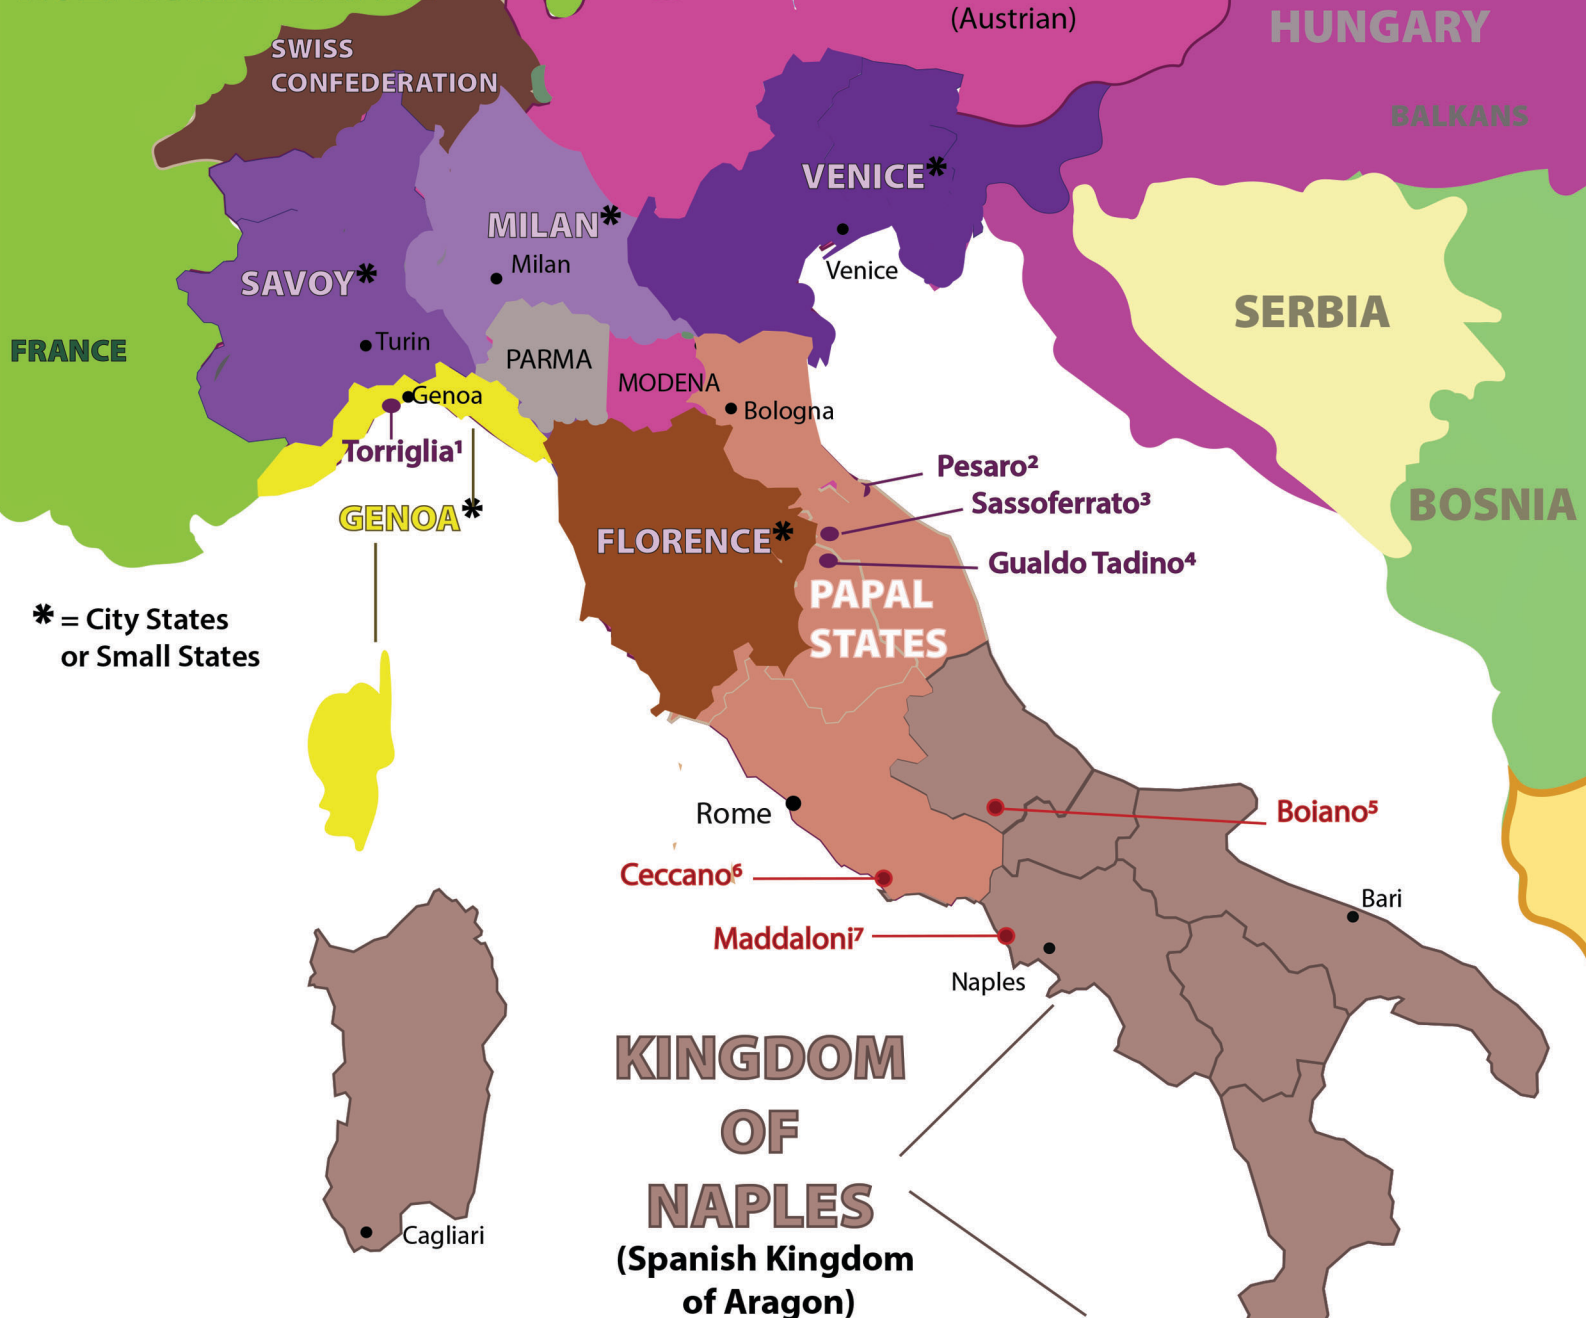 (Austrian)
HUNGARY
SWISS
CONFEDERATION
BALKANS
VENICE*
MILAN*
Milan
Venice
SAVOY*
SERBIA
Turin
FRANCE
PARMA
MODENA
Genoa
Bologna
Torriglia¹
Pesaro²
Sassoferrato³
GENOA*
BOSNIA
FLORENCE*
Gualdo Tadino⁴
PAPAL
STATES
* = City States
or Small States
Rome
Boiano⁵
Ceccano⁶
Bari
Maddaloni⁷
Naples
KINGDOM
OF
NAPLES
(Spanish Kingdom
of Aragon)
Cagliari